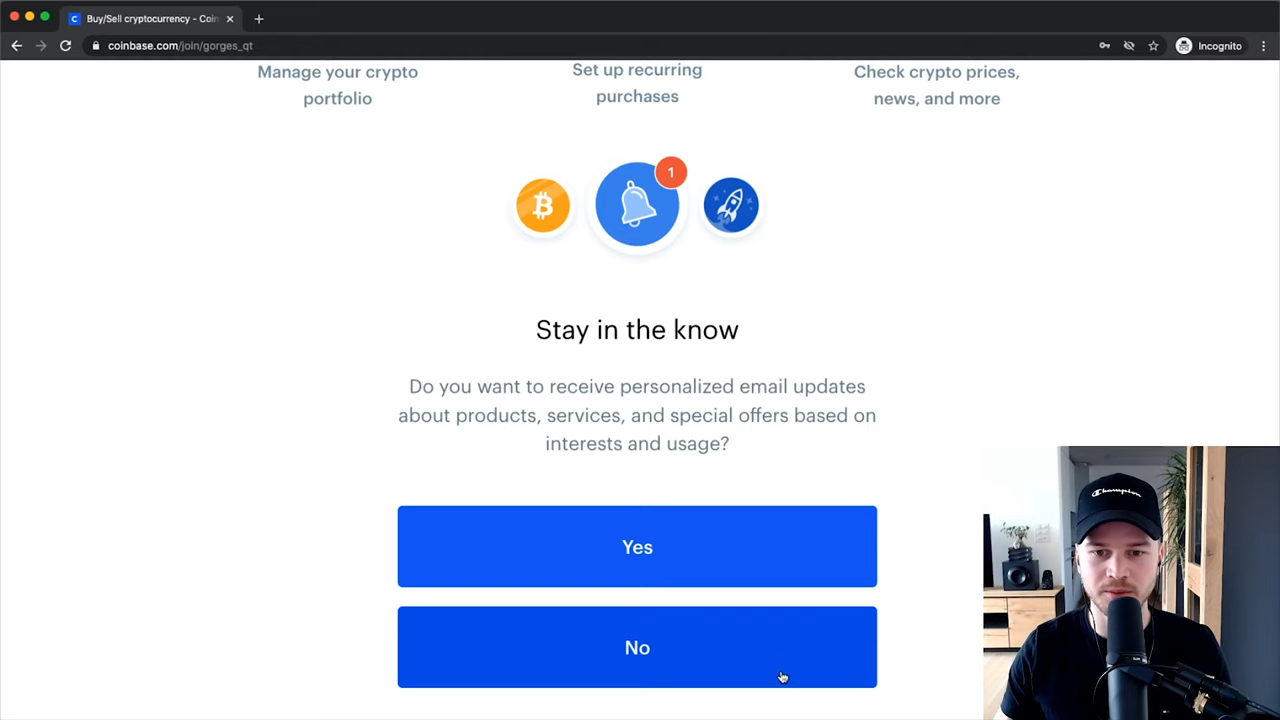 Buy/Sell cryptocurrency - Coin
coinbase.com/join/gorges_qt
Incognito
Manage your crypto
portfolio
Set up recurring
purchases
Check crypto prices,
news, and more
1
Stay in the know
Do you want to receive personalized email updates
about products, services, and special offers based on
interests and usage?
Yes
No
Champion